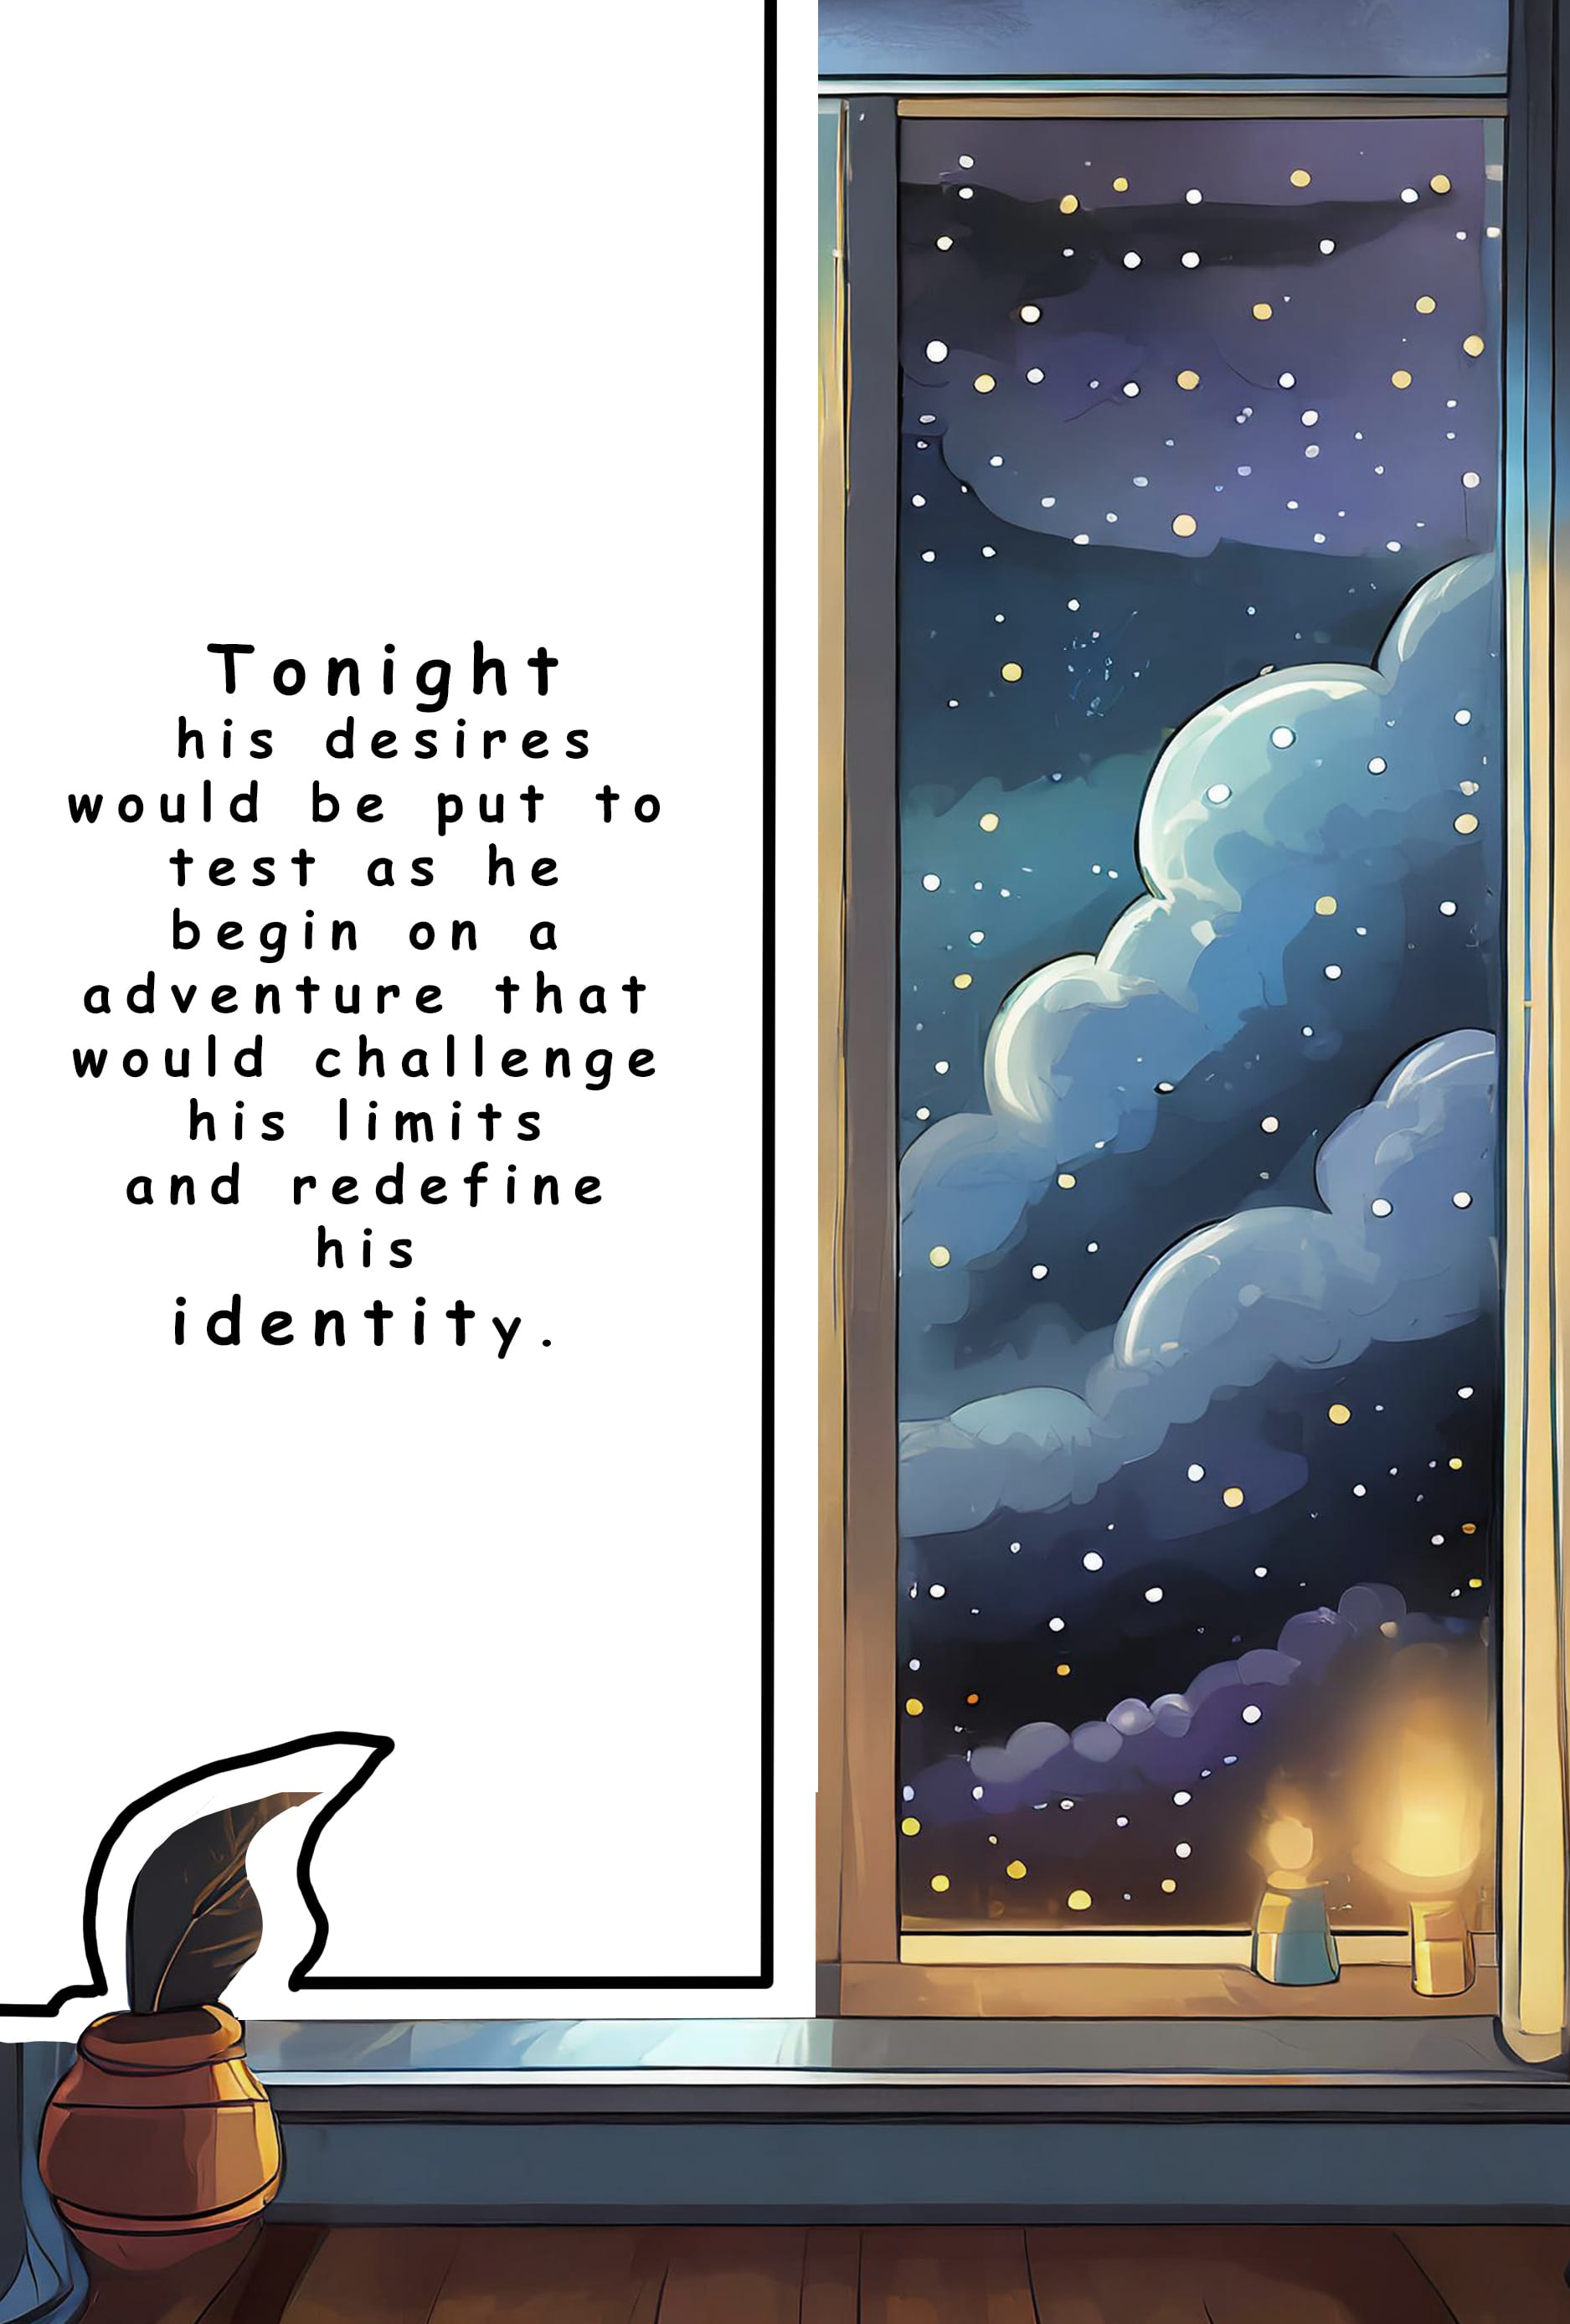 Tonight
his desires
would be put to
test as he
begin on a
adventure that
would challenge
his limits
and redefine
his
identity.